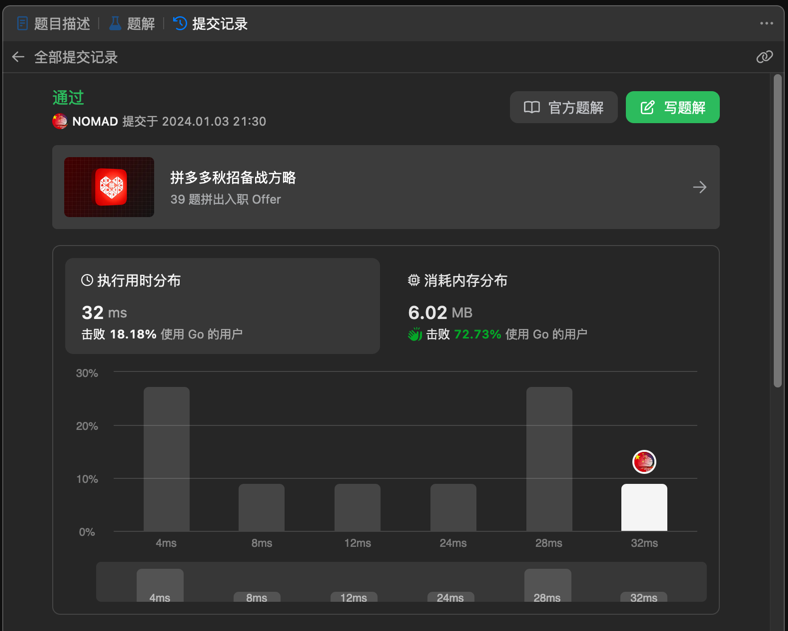 题目描述 题解 提交记录
全部提交记录
通过
NOMAD 提交于 2024.01.03 21:30
官方题解 写题解
拼多多秋招备战方略
39 题拼出入职 Offer
执行用时分布 消耗内存分布
32 ms 6.02 MB
击败 18.18% 使用 Go 的用户 击败 72.73% 使用 Go 的用户
30%
20%
10%
0%
4ms 8ms 12ms 24ms 28ms 32ms
4ms 8ms 12ms 24ms 28ms 32ms